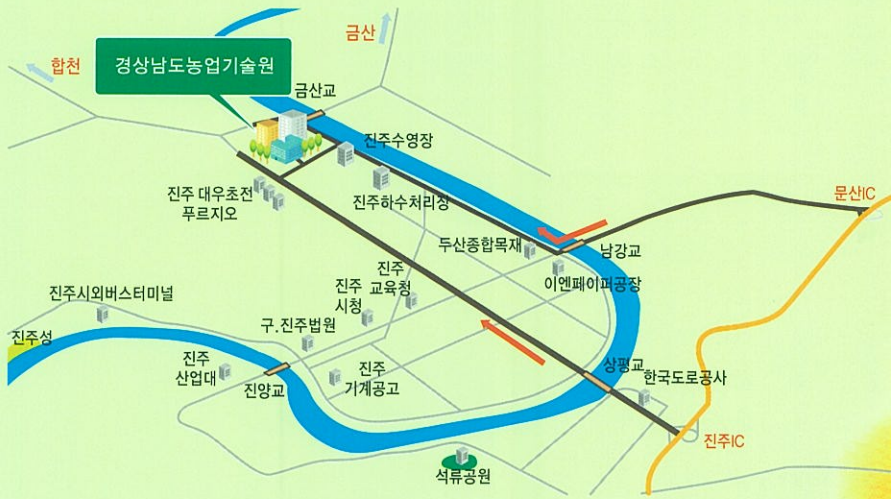 금산
합천
경상남도농업기술원
금산교
진주수영장
진주 대우초전
푸르지오
진주하수처리장
문산IC
두산종합목재
남강교
이엔페이퍼공장
진주
교육청
진주
시청
진주시외버스터미널
구.진주법원
진주성
진주
산업대
진양교
진주
기계공고
상평교
한국도로공사
진주IC
석류공원